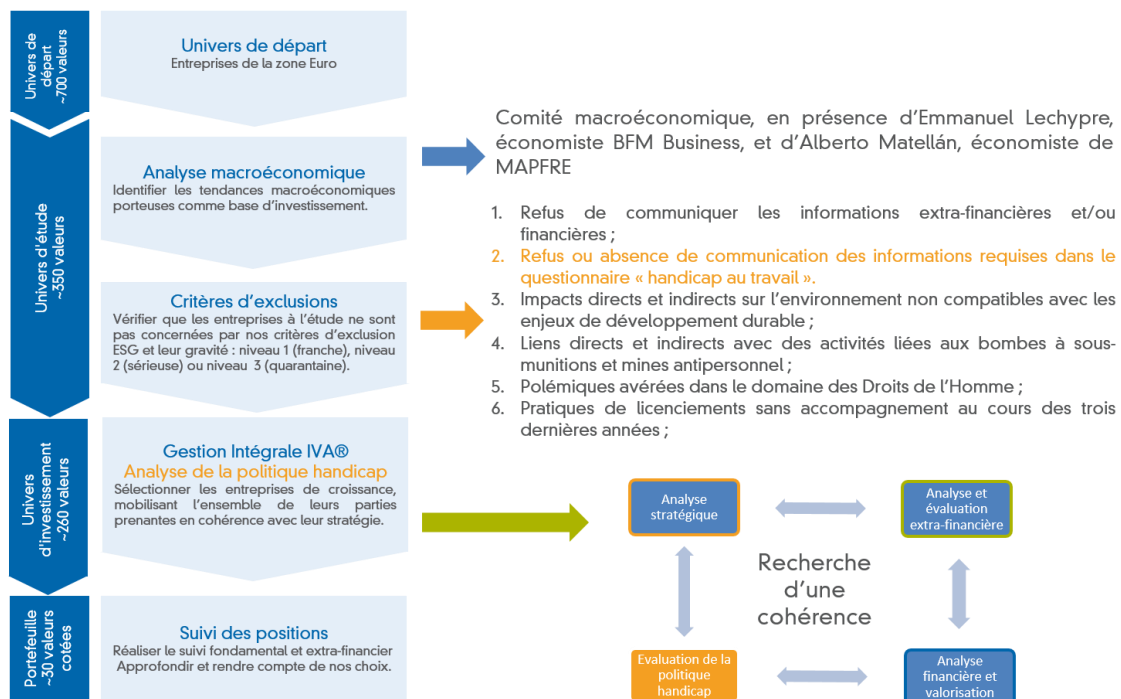 Univers de
départ
~700 valeurs
Univers de départ
Entreprises de la zone Euro
Univers d'étude
~350 valeurs
Analyse macroéconomique
Identifier les tendances macroéconomiques
porteuses comme base d'investissement.
Comité macroéconomique, en présence d'Emmanuel Lechypre,
économiste BFM Business, et d'Alberto Matellán, économiste de
MAPFRE
Critères d'exclusions
Vérifier que les entreprises à l'étude ne sont
pas concernées par nos critères d'exclusion
ESG et leur gravité : niveau 1 (franche), niveau
2 (sérieuse) ou niveau 3 (quarantaine).
1. Refus de communiquer les informations extra-financières et/ou
financières ;
2. Refus ou absence de communication des informations requises dans le
questionnaire « handicap au travail ».
3. Impacts directs et indirects sur l'environnement non compatibles avec les
enjeux de développement durable ;
4. Liens directs et indirects avec des activités liées aux bombes à sous-
munitions et mines antipersonnel ;
5. Polémiques avérées dans le domaine des Droits de l'Homme ;
6. Pratiques de licenciements sans accompagnement au cours des trois
dernières années ;
Univers
d'investissement
~260 valeurs
Gestion Intégrale IVA®
Analyse de la politique handicap
Sélectionner les entreprises de croissance,
mobilisant l'ensemble de leurs parties
prenantes en cohérence avec leur stratégie.
Analyse
stratégique
Analyse et
évaluation
extra-financière
Recherche
d'une
cohérence
Evaluation de la
politique
handicap
Analyse
financière et
valorisation
Portefeuille
~30 valeurs
cotées
Suivi des positions
Réaliser le suivi fondamental et extra-financier
Approfondir et rendre compte de nos choix.